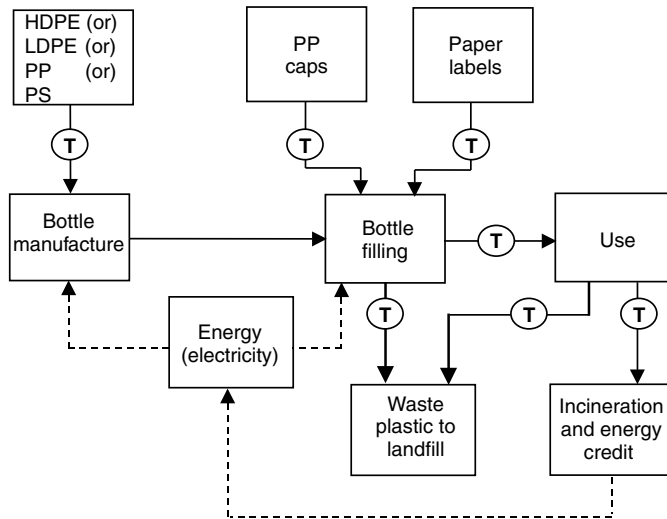 HDPE (or)
LDPE (or)
PP (or)
PS
PP
caps
Paper
labels
T
T
T
Bottle
manufacture
Bottle
filling
T
Use
Energy
(electricity)
T
T
T
Waste
plastic to
landfill
Incineration
and energy
credit